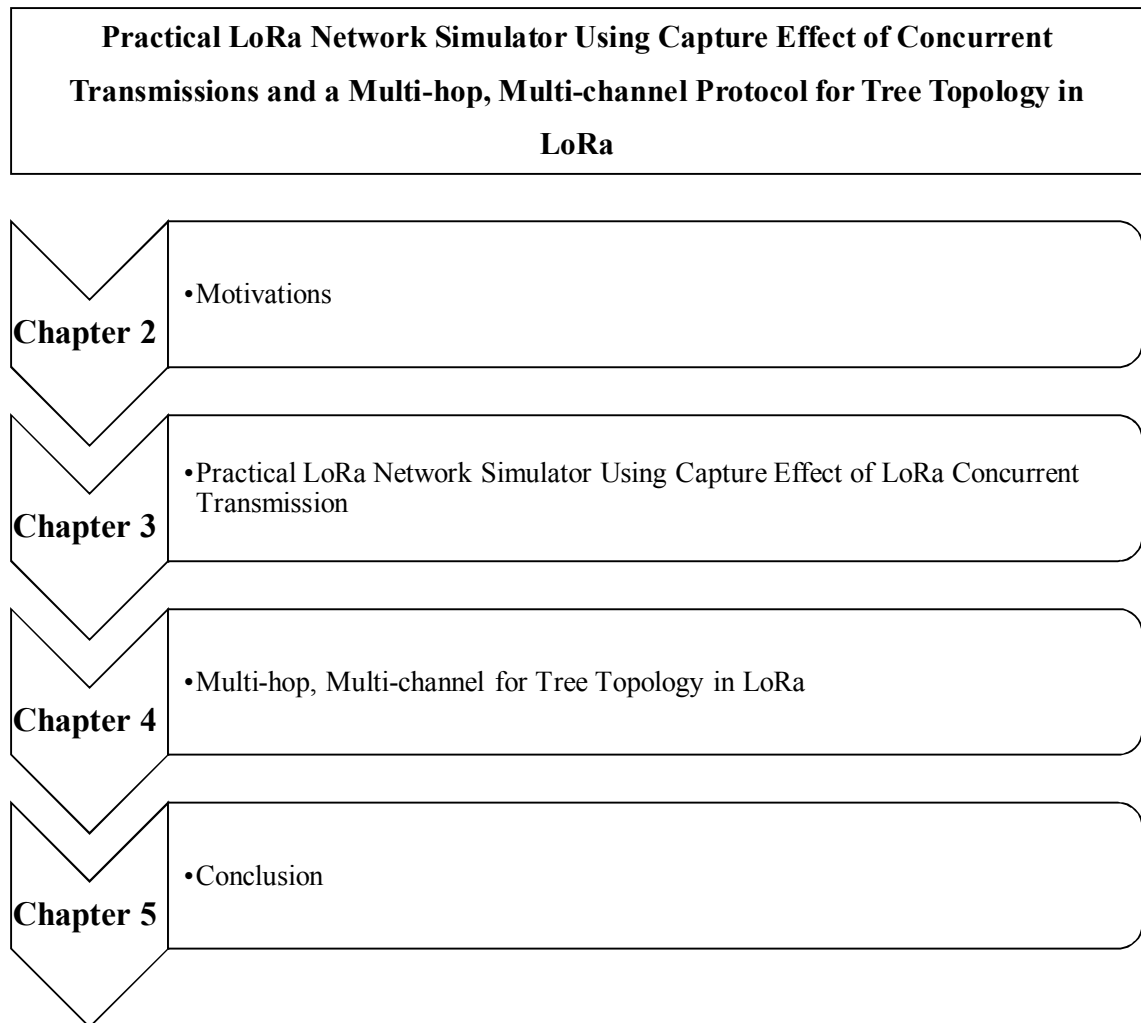 Practical LoRa Network Simulator Using Capture Effect of Concurrent
Transmissions and a Multi-hop, Multi-channel Protocol for Tree Topology in
LoRa
Chapter 2
•Motivations
Chapter 3
•Practical LoRa Network Simulator Using Capture Effect of LoRa Concurrent
Transmission
Chapter 4
•Multi-hop, Multi-channel for Tree Topology in LoRa
Chapter 5
•Conclusion